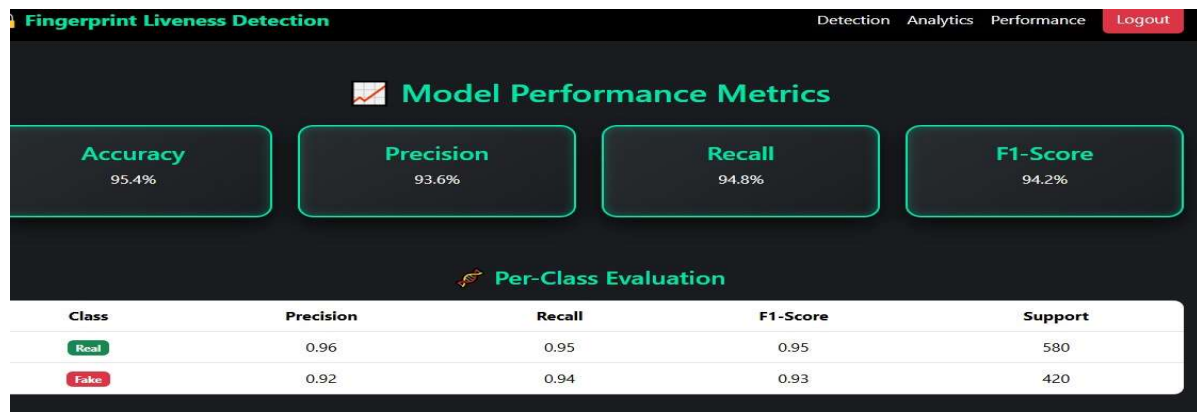 Fingerprint Liveness Detection Detection Analytics Performance Logout
Model Performance Metrics
Accuracy Precision Recall F1-Score
95.4% 93.6% 94.8% 94.2%
Per-Class Evaluation
Class Precision Recall F1-Score Support
Real 0.96 0.95 0.95 580
Fake 0.92 0.94 0.93 420